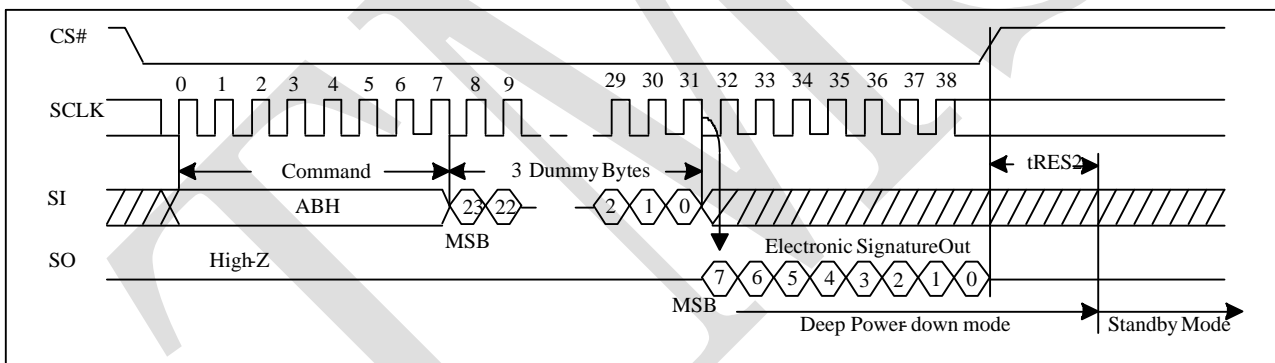 CS#
0 1 2 3 4 5 6 7 8 9 29 30 31 32 33 34 35 36 37 38
SCLK
Command 3 Dummy Bytes tRES2
SI ABH 23 22 2 1 0
MSB
SO High-Z Electronic Signature Out
7 6 5 4 3 2 1 0
MSB Deep Power-down mode Standby Mode